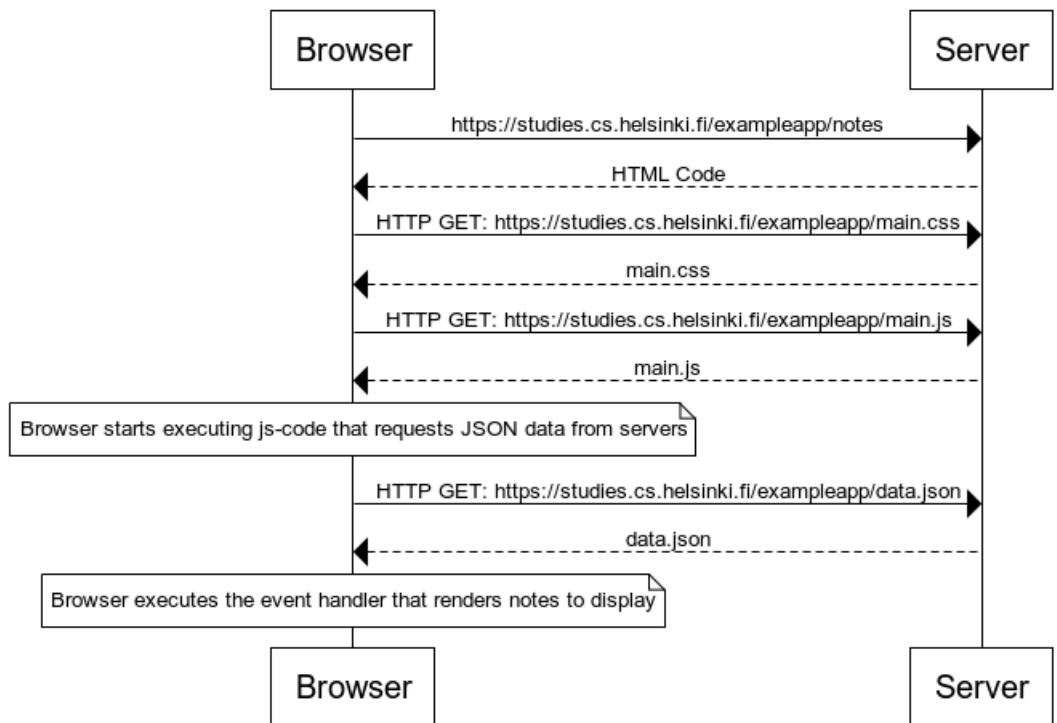 Browser
Server
https://studies.cs.helsinki.fi/exampleapp/notes
HTML Code
HTTP GET: https://studies.cs.helsinki.fi/exampleapp/main.css
main.css
HTTP GET: https://studies.cs.helsinki.fi/exampleapp/main.js
main.js
Browser starts executing js-code that requests JSON data from servers
HTTP GET: https://studies.cs.helsinki.fi/exampleapp/data.json
data.json
Browser executes the event handler that renders notes to display
Browser
Server